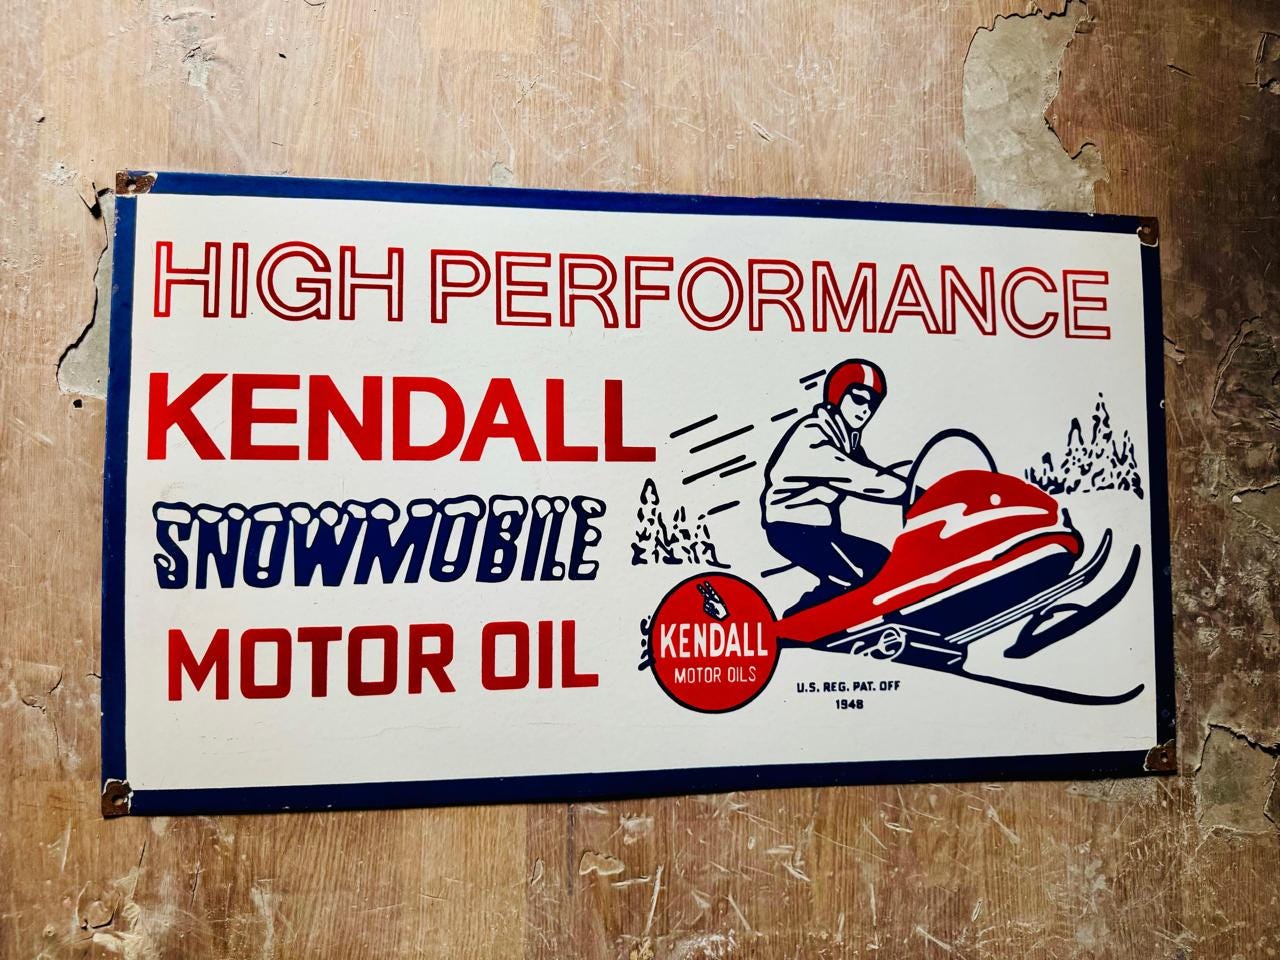 HIGH PERFORMANCE
KENDALL
SNOWMOBILE
MOTOR OIL
KENDALL
MOTOR OILS
U.S. REG. PAT. OFF
1948